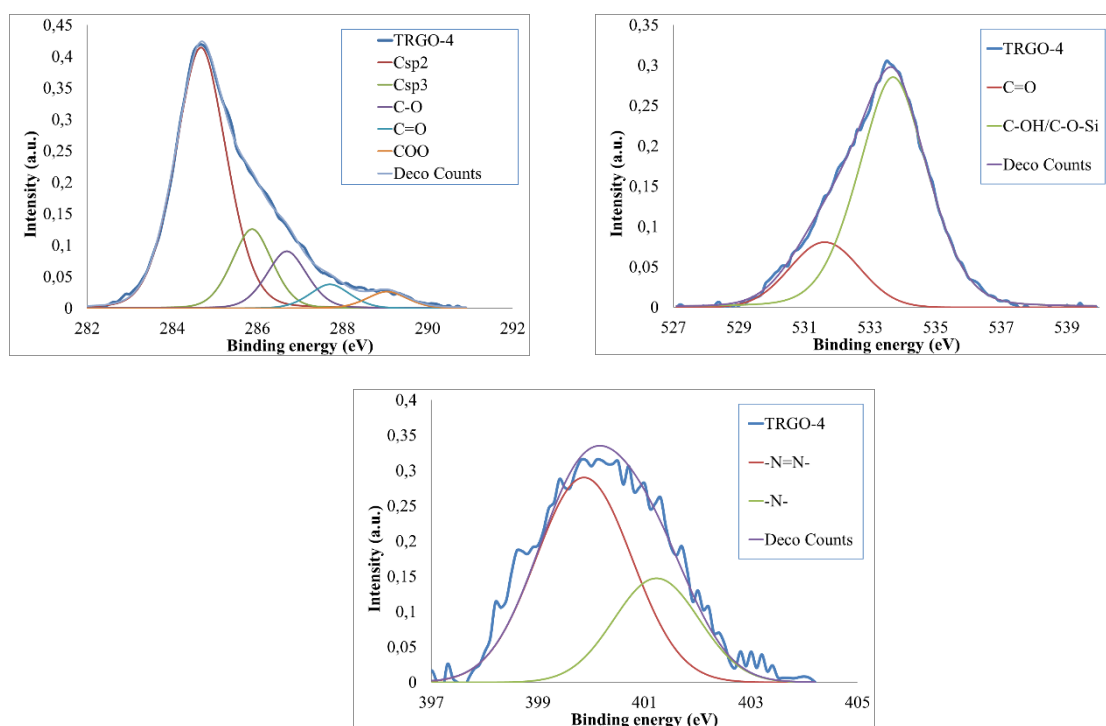 0,45
0,4
0,35
0,3
0,25
0,2
0,15
0,1
0,05
0
282
284
286
288
290
292
Intensity (a.u.)
Binding energy (eV)
TRGO-4
Csp2
Csp3
C-O
C=O
COO
Deco Counts
0,35
0,3
0,25
0,2
0,15
0,1
0,05
0
527
529
531
533
535
537
539
Intensity (a.u.)
Binding energy (eV)
TRGO-4
C=O
C-OH/C-O-Si
Deco Counts
0,4
0,35
0,3
0,25
0,2
0,15
0,1
0,05
0
397
399
401
403
405
Intensity (a.u.)
Binding energy (eV)
TRGO-4
-N=N-
-N-
Deco Counts